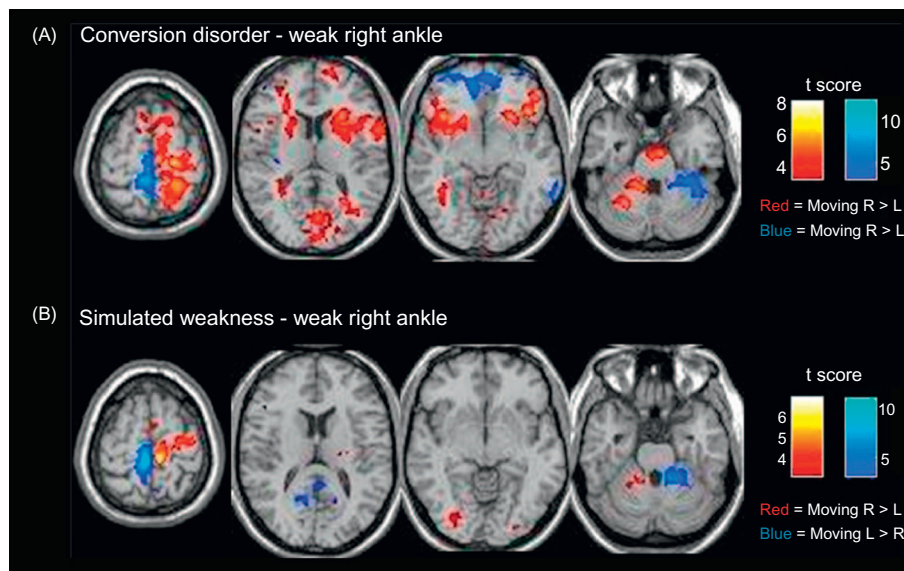 (A) Conversion disorder - weak right ankle
t score
8
6
4
10
5
Red = Moving R > L
Blue = Moving R > L
(B) Simulated weakness - weak right ankle
t score
6
5
4
10
5
Red = Moving R > L
Blue = Moving L > R